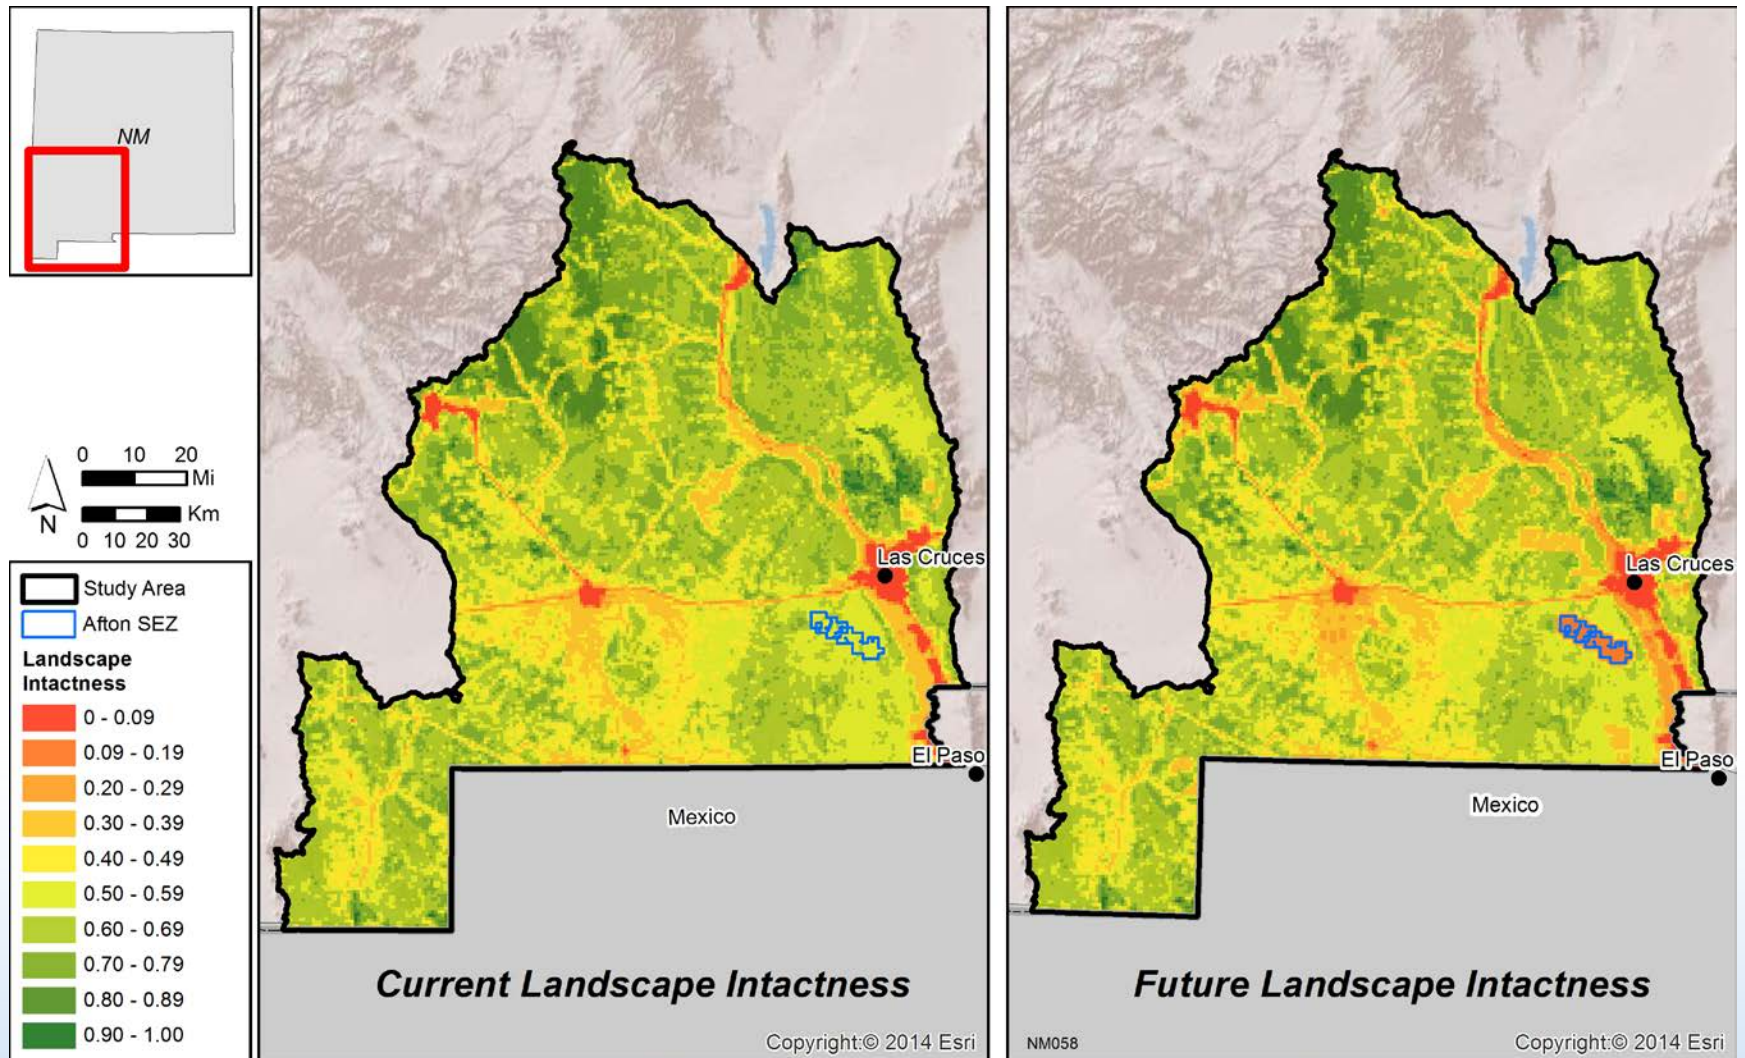 NM
0 10 20
Mi
Km
0 10 20 30
N
Study Area
Afton SEZ
Landscape
Intactness
0 - 0.09
0.09 - 0.19
0.20 - 0.29
0.30 - 0.39
0.40 - 0.49
0.50 - 0.59
0.60 - 0.69
0.70 - 0.79
0.80 - 0.89
0.90 - 1.00
Las Cruces
El Paso
Mexico
Current Landscape Intactness
Copyright:© 2014 Esri
Las Cruces
El Paso
Mexico
Future Landscape Intactness
NM058
Copyright:© 2014 Esri